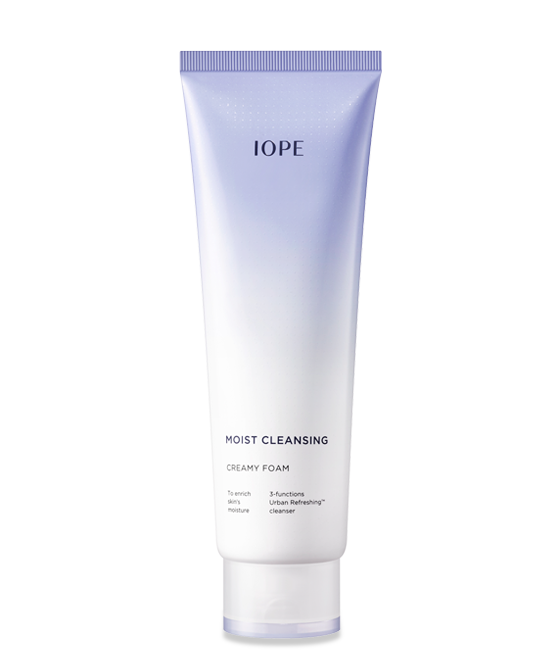 IOPE
MOIST CLEANSING
CREAMY FOAM
To enrich
skin's
moisture
3-functions
Urban Refreshing™
cleanser